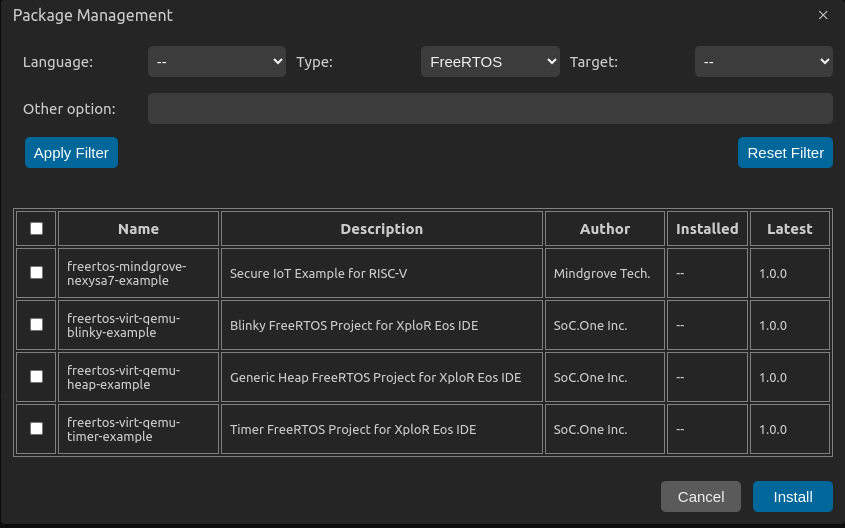 Package Management ×
Language: -- Type: FreeRTOS Target: --
Other option:
Apply Filter Reset Filter
Name Description Author Installed Latest
freertos-mindgrove-
nexysa7-example Secure IoT Example for RISC-V Mindgrove Tech. -- 1.0.0
freertos-virt-qemu-
blinky-example Blinky FreeRTOS Project for XploR Eos IDE SoC.One Inc. -- 1.0.0
freertos-virt-qemu-
heap-example Generic Heap FreeRTOS Project for XploR Eos IDE SoC.One Inc. -- 1.0.0
freertos-virt-qemu-
timer-example Timer FreeRTOS Project for XploR Eos IDE SoC.One Inc. -- 1.0.0
Cancel Install